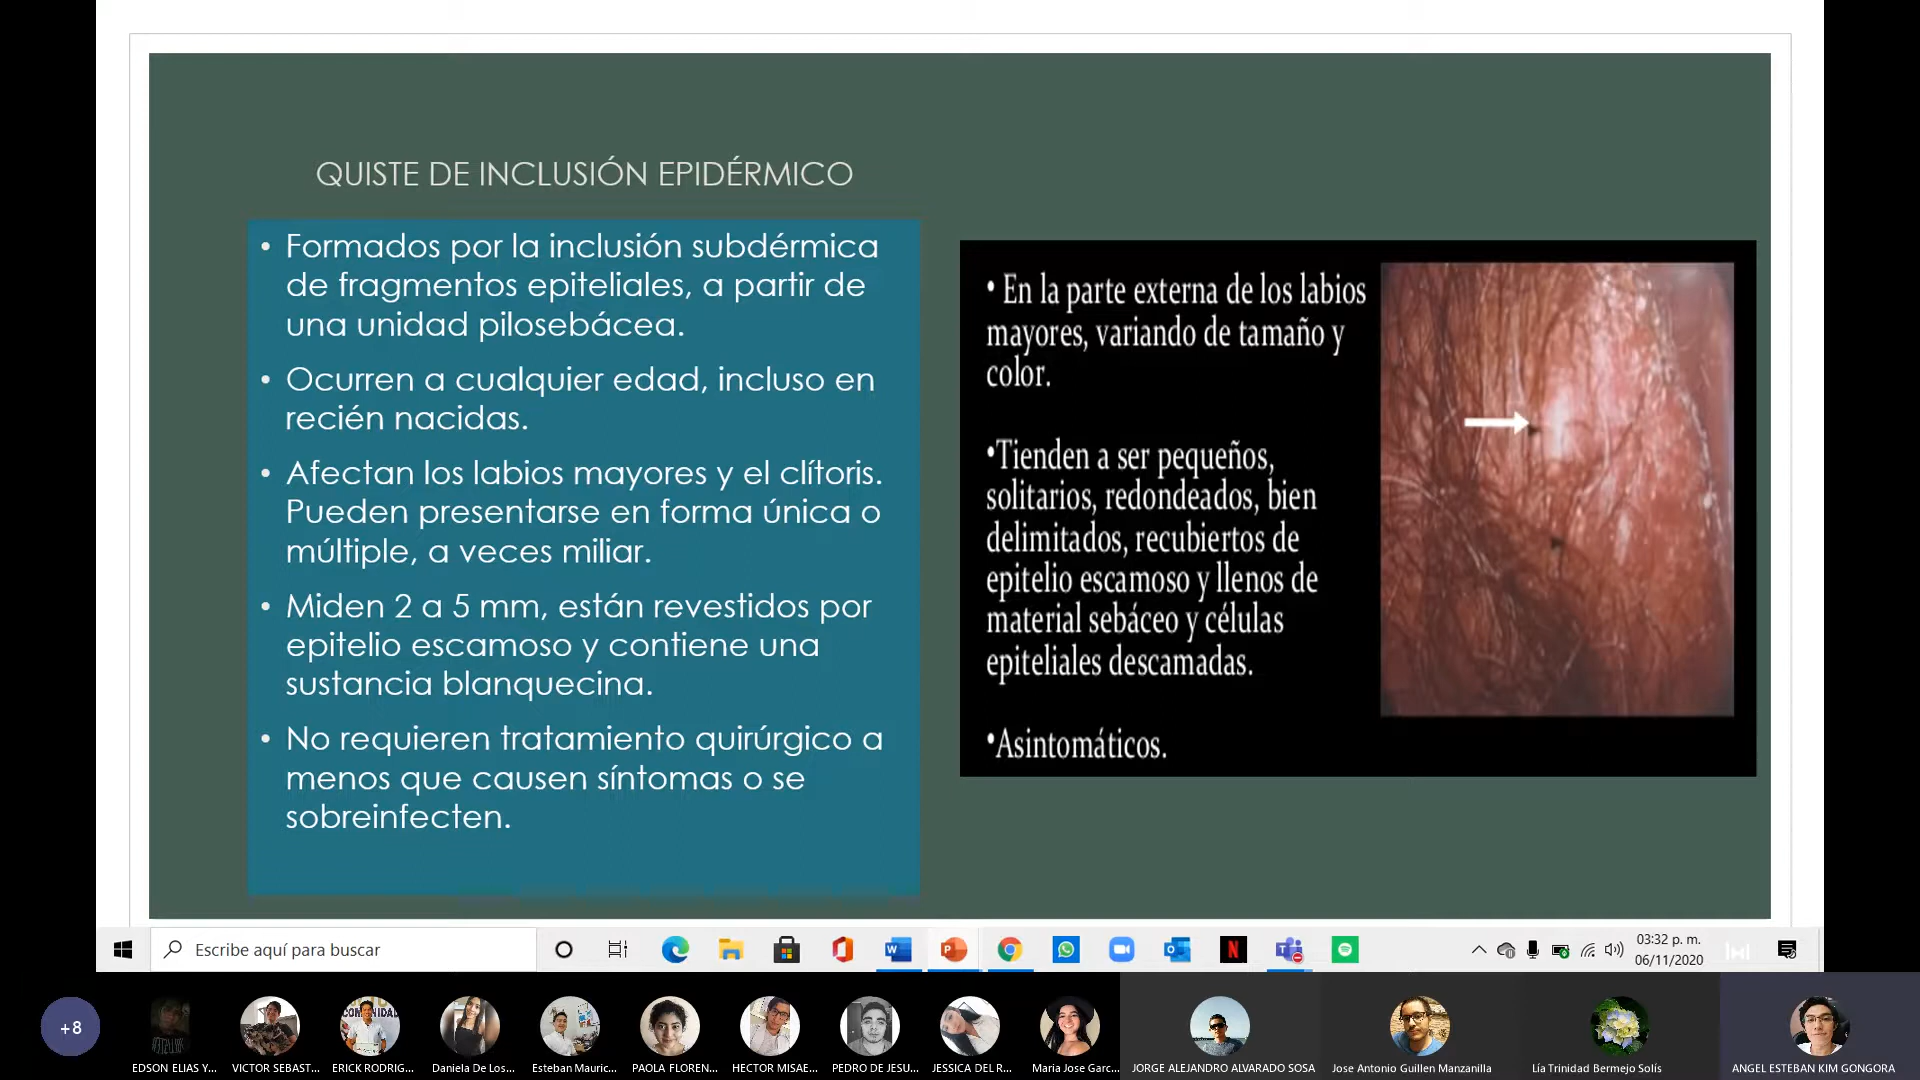 QUISTE DE INCLUSIÓN EPIDÉRMICO
• Formados por la inclusión subdérmica
de fragmentos epiteliales, a partir de
una unidad pilosebácea.
• Ocurren a cualquier edad, incluso en
recién nacidas.
• Afectan los labios mayores y el clítoris.
Pueden presentarse en forma única o
múltiple, a veces miliar.
• Miden 2 a 5 mm, están revestidos por
epitelio escamoso y contiene una
sustancia blanquecina.
• No requieren tratamiento quirúrgico a
menos que causen síntomas o se
sobreinfecten.
• En la parte externa de los labios
mayores, variando de tamaño y
color.
•Tienden a ser pequeños,
solitarios, redondeados, bien
delimitados, recubiertos de
epitelio escamoso y llenos de
material sebáceo y células
epiteliales descamadas.
•Asintomáticos.
Escribe aquí para buscar
03:32 p. m.
06/11/2020
+8
EDSON ELIAS Y...
VICTOR SEBAST...
ERICK RODRIG...
Daniela De Los...
Esteban Mauric...
PAOLA FLOREN...
HECTOR MISAE...
PEDRO DE JESU...
JESSICA DEL R...
Maria Jose Garc...
JORGE ALEJANDRO ALVARADO SOSA
Jose Antonio Guillen Manzanilla
Lía Trinidad Bermejo Solís
ANGEL ESTEBAN KIM GONGORA